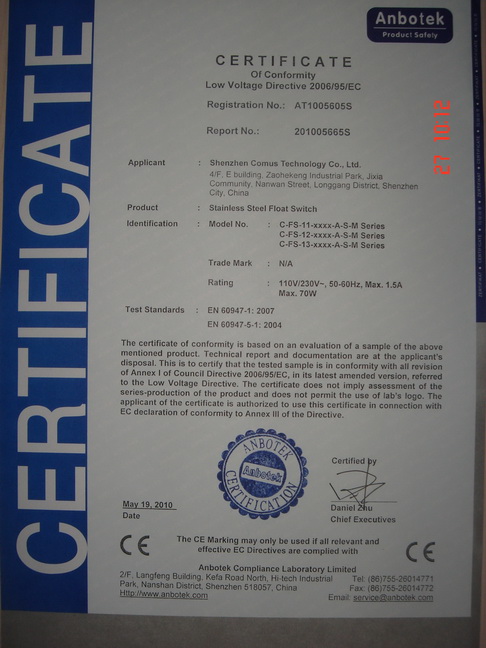 CERTIFICATE
Anbotek
Product Safety
CERTIFICATE
Of Conformity
Low Voltage Directive 2006/95/EC
Registration No.: AT1005605S
Report No.: 201005665S
27 10:12
Applicant : Shenzhen Comus Technology Co., Ltd.
4/F. E building, Zaohekeng Industrial Park, Jixia
Community, Nanwan Street, Longgang District, Shenzhen
City, China
Product : Stainless Steel Float Switch
Identification : Model No. : C-FS-11-xxxx-A-S-M Series
C-FS-12-xxxx-A-S-M Series
C-FS-13-xxxx-A-S-M Series
Trade Mark : N/A
Rating : 110V/230V~, 50-60Hz, Max. 1.5A
Max. 70W
Test Standards : EN 60947-1: 2007
EN 60947-5-1: 2004
The certificate of conformity is based on an evaluation of a sample of the above
mentioned product. Technical report and documentation are at the applicant's
disposal. This is to certify that the tested sample is in conformity with all revision
of Annex I of Council Directive 2006/95/EC, in its latest amended version, referred
to the Low Voltage Directive. The certificate does not imply assessment of the
series-production of the product and does not permit the use of lab's logo. The
applicant of the certificate is authorized to use this certificate in connection with
EC declaration of conformity to Annex III of the Directive.
ANBOTEK
Anbotek
CERTIFICATION
Certified by
May 19, 2010
Date
Daniel Zhu
Chief Executives
CE
The CE Marking may only be used if all relevant and
effective EC Directives are complied with
CE
Anbotek Compliance Laboratory Limited
2/F, Langfeng Building, Kefa Road North, Hi-tech Industrial
Park, Nanshan District, Shenzhen 518057, China
Http://www.anbotek.com
Tel: (86)755-26014771
Fax: (86)755-26014772
Email: service@anbotek.com